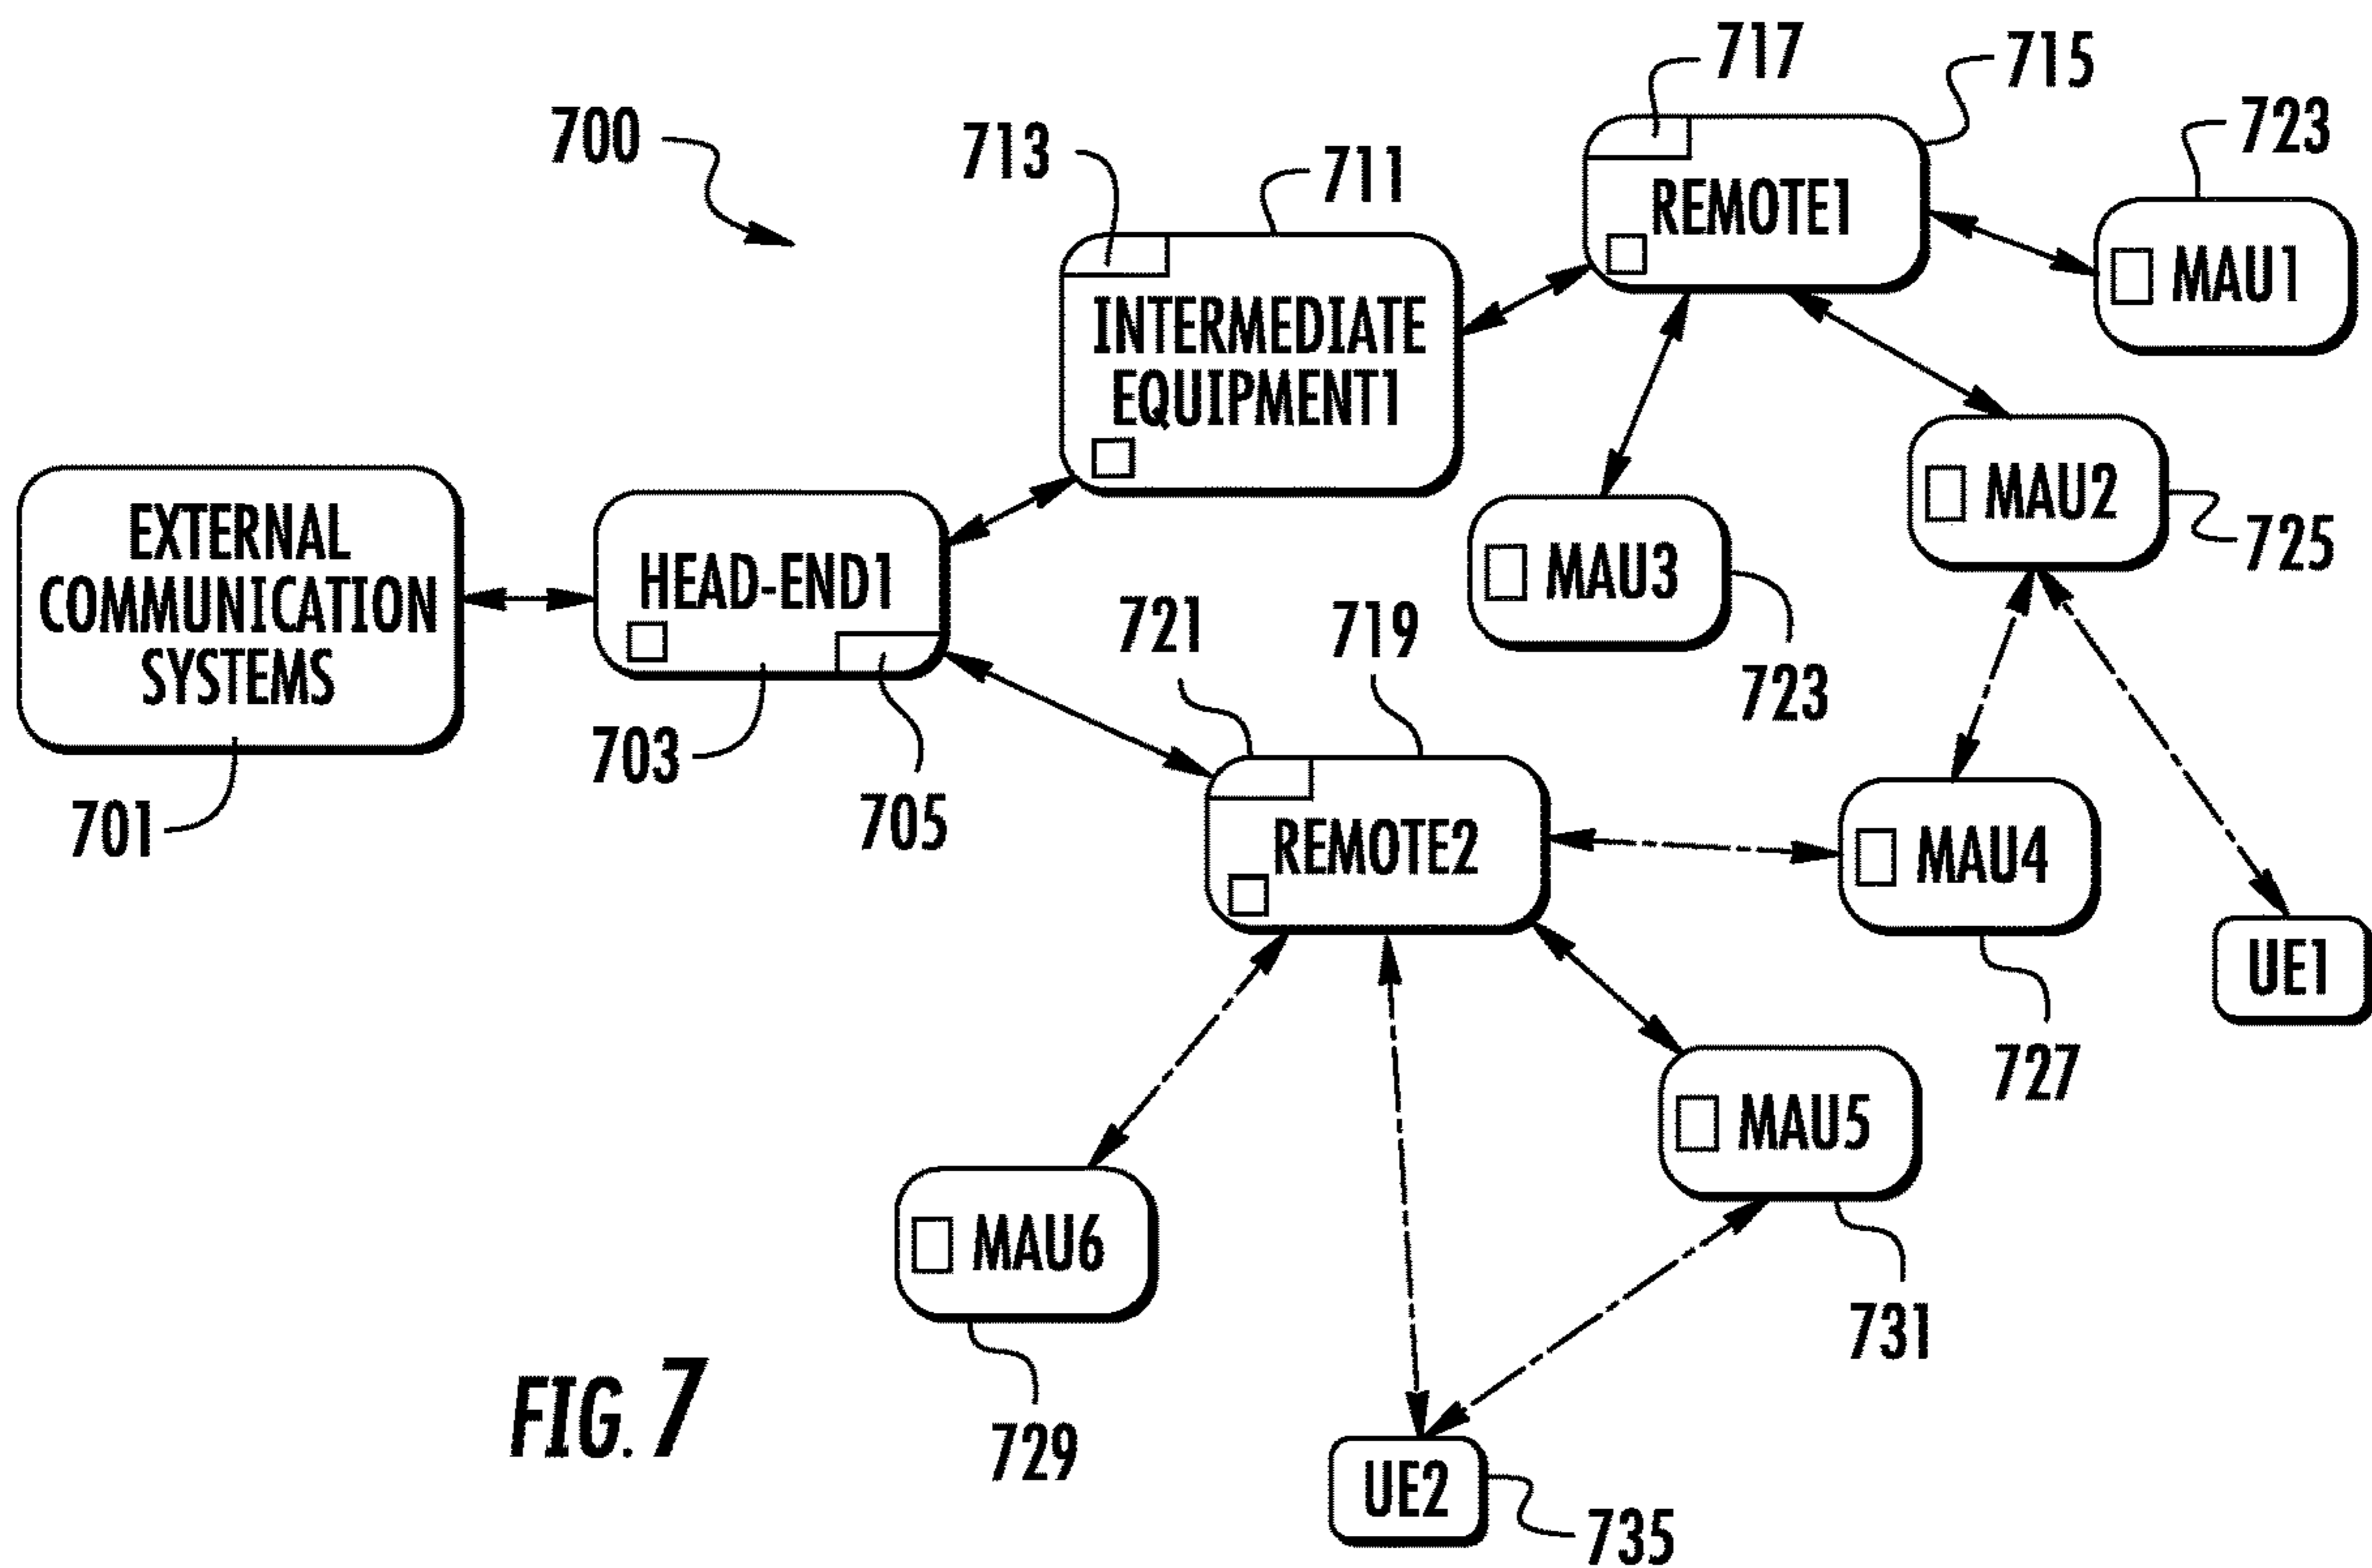 717
715
723
700
713
711
REMOTE1
MAU1
INTERMEDIATE
EQUIPMENT1
MAU2
725
EXTERNAL
COMMUNICATION
SYSTEMS
HEAD-END1
MAU3
721
719
723
703
705
701
REMOTE2
MAU4
UE1
727
MAU5
MAU6
731
729
FIG. 7
UE2
735